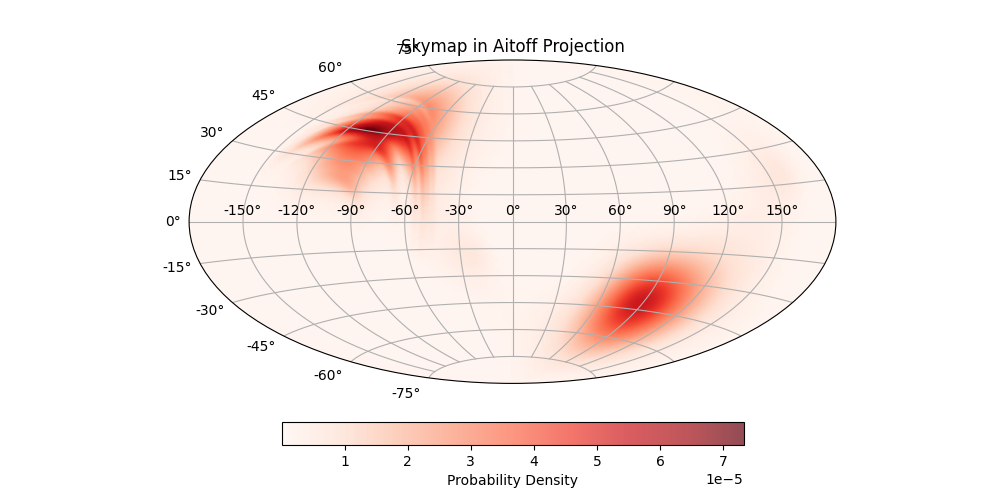 Skymap in Aitoff Projection
75°
60°
45°
30°
15°
-150° -120° -90° -60° -30° 0° 30° 60° 90° 120° 150°
0°
-15°
-30°
-45°
-60°
-75°
1 2 3 4 5 6 7
1e−5
Probability Density